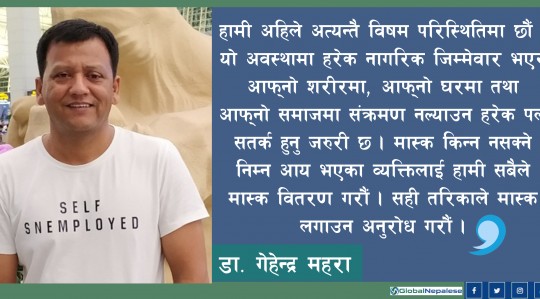 हामी अहिले अत्यन्तै विषम परिस्थितिमा छौं
यो अवस्थामा हरेक नागरिक जिम्मेवार भएर
आफ्नो शरीरमा, आफ्नो घरमा तथा
आफ्नो समाजमा संक्रमण नल्याउन हरेक पल
सतर्क हुनु जरुरी छ । मास्क किन्न नसक्ने
निम्न आय भएका व्यक्तिलाई हामी सबैले
मास्क वितरण गरौं । सही तरिकाले मास्क
लगाउन अनुरोध गरौं ।
डा. गेहेन्द्र महरा
SELF
SNEMPLOYED
GlobalNepalese